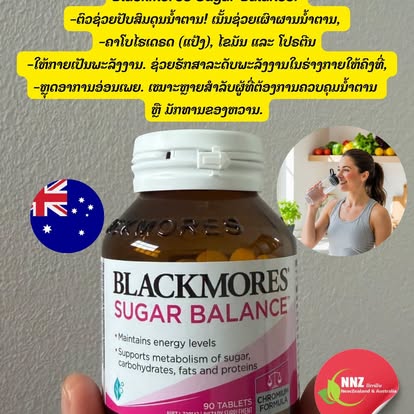 Blackmores Sugar Balance:
-ຕົວຊ່ວຍປັບສົມດຸນນ້ຳຕານ! ເນັ້ນຊ່ວຍເຜົາຜານນ້ຳຕານ,
-ຄາໂບໄຮເດຣດ (ແປ້ງ), ໄຂມັນ ແລະ ໂປຣຕີນ
-ໃຫ້ກາຍເປັນພະລັງງານ. ຊ່ວຍຮັກສາລະດັບພະລັງງານໃນຮ່າງກາຍໃຫ້ຄົງທີ່,
-ຫຼຸດອາການອ່ອນເພຍ. ເໝາະຫຼາຍສຳລັບຜູ້ທີ່ຕ້ອງການຄວບຄຸມນ້ຳຕານ
ຫຼື ມັກທານຂອງຫວານ.
CKMORES
BLACKMORES®
SUGAR BALANCE™
• Maintains energy levels
• Supports metabolism of sugar,
carbohydrates, fats and proteins
90 TABLETS
CHROMIUM
FORMULA
NNZ
NewZealand & Australia